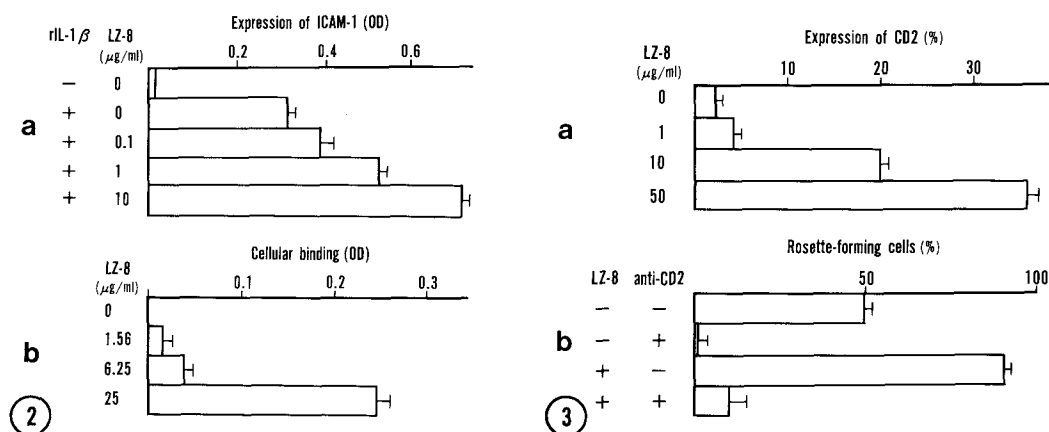 Expression of ICAM-1 (OD)
rIL-1β LZ-8
(μg/ml)
0.2 0.4 0.6
− 0
+ 0
+ 0.1
+ 1
+ 10
a
Cellular binding (OD)
LZ-8
(μg/ml)
0.1 0.2 0.3
0
1.56
6.25
25
b
2
Expression of CD2 (%)
LZ-8
(μg/ml)
10 20 30
0
1
10
50
a
Rosette-forming cells (%)
LZ-8 anti-CD2
50 100
− −
− +
+ −
+ +
b
3